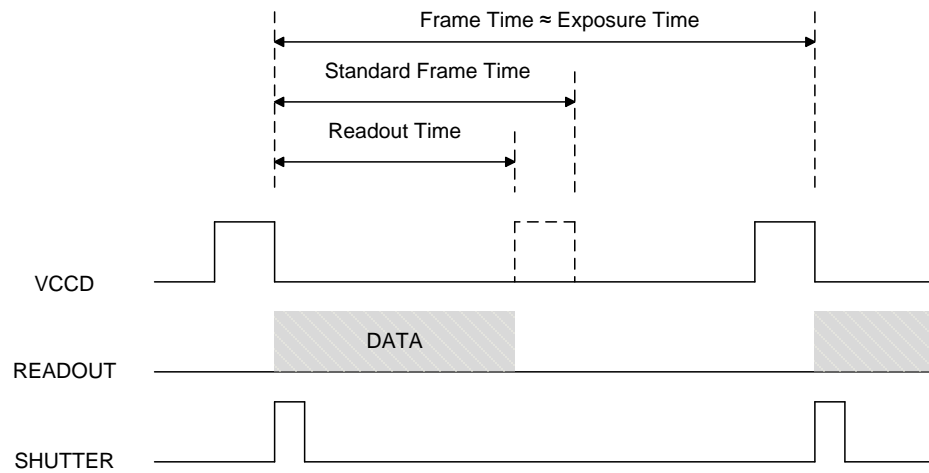 Frame Time ≈ Exposure Time
Standard Frame Time
Readout Time
VCCD
DATA
READOUT
SHUTTER